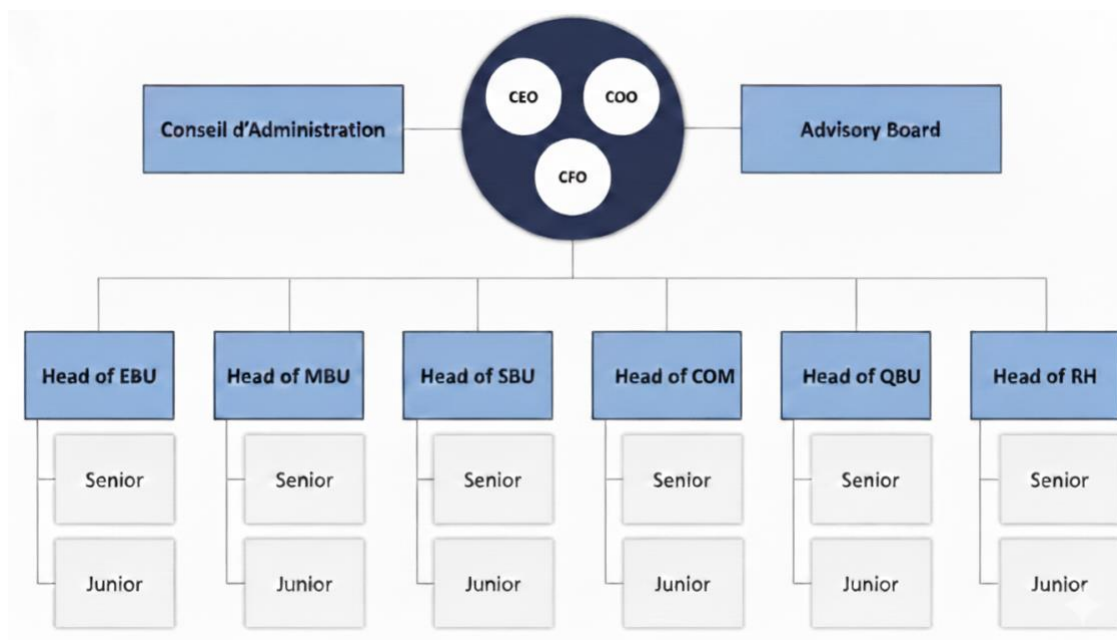 CEO
COO
CFO
Conseil d'Administration
Advisory Board
Head of EBU
Head of MBU
Head of SBU
Head of COM
Head of QBU
Head of RH
Senior
Senior
Senior
Senior
Senior
Senior
Junior
Junior
Junior
Junior
Junior
Junior